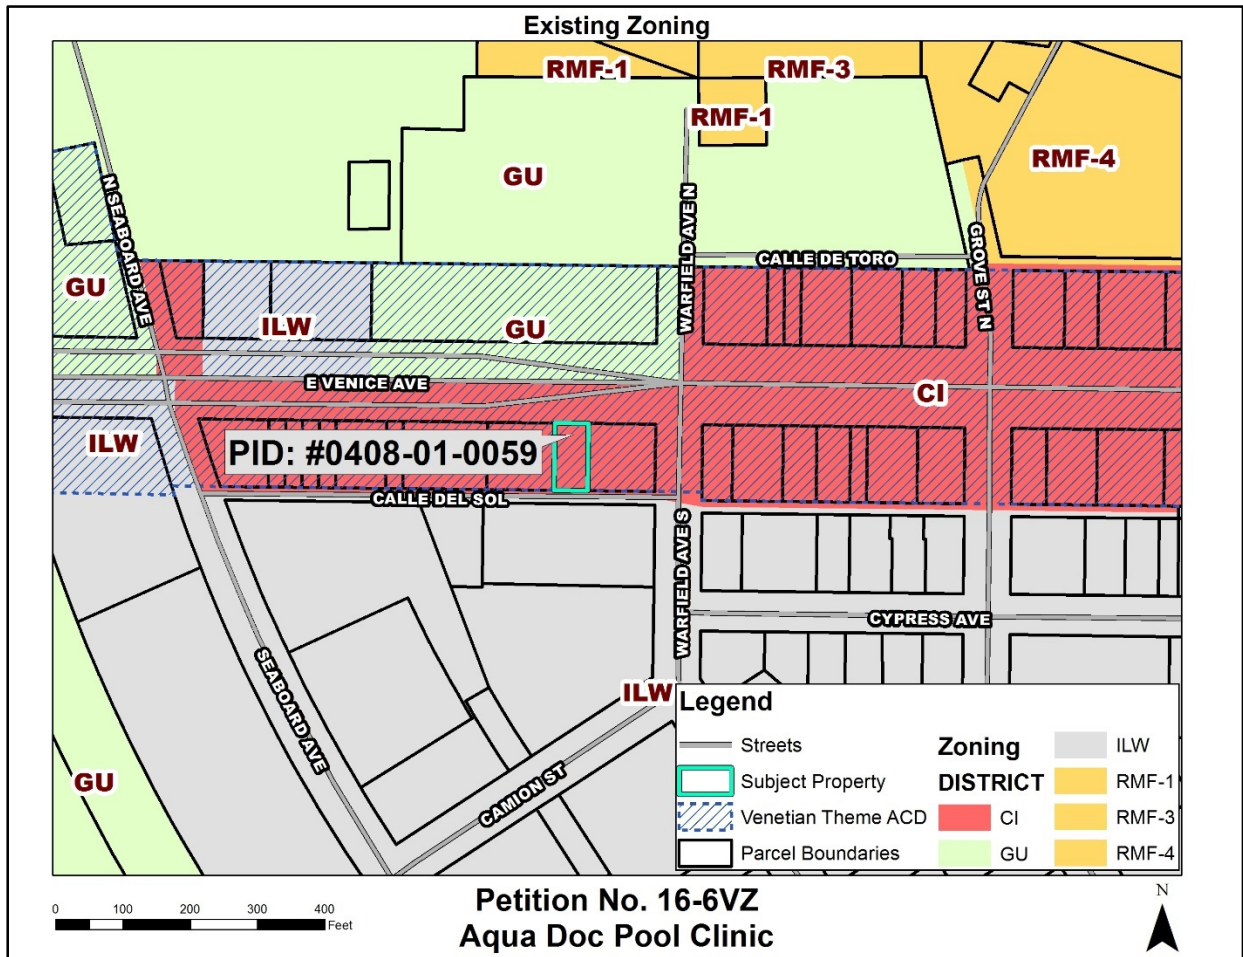 Existing Zoning
RMF-1
RMF-3
RMF-1
RMF-4
GU
N SEABOARD AVE
WARFIELD AVE N
GROVE ST N
CALLE DE TORO
GU
ILW
GU
E VENICE AVE
CI
ILW
PID: #0408-01-0059
CALLE DEL SOL
WARFIELD AVE S
CYPRESS AVE
SEABOARD AVE
ILW
GU
CAMION ST
Legend
Streets
Subject Property
Venetian Theme ACD
Parcel Boundaries
Zoning
DISTRICT
CI
GU
ILW
RMF-1
RMF-3
RMF-4
0 100 200 300 400
Feet
Petition No. 16-6VZ
Aqua Doc Pool Clinic
N